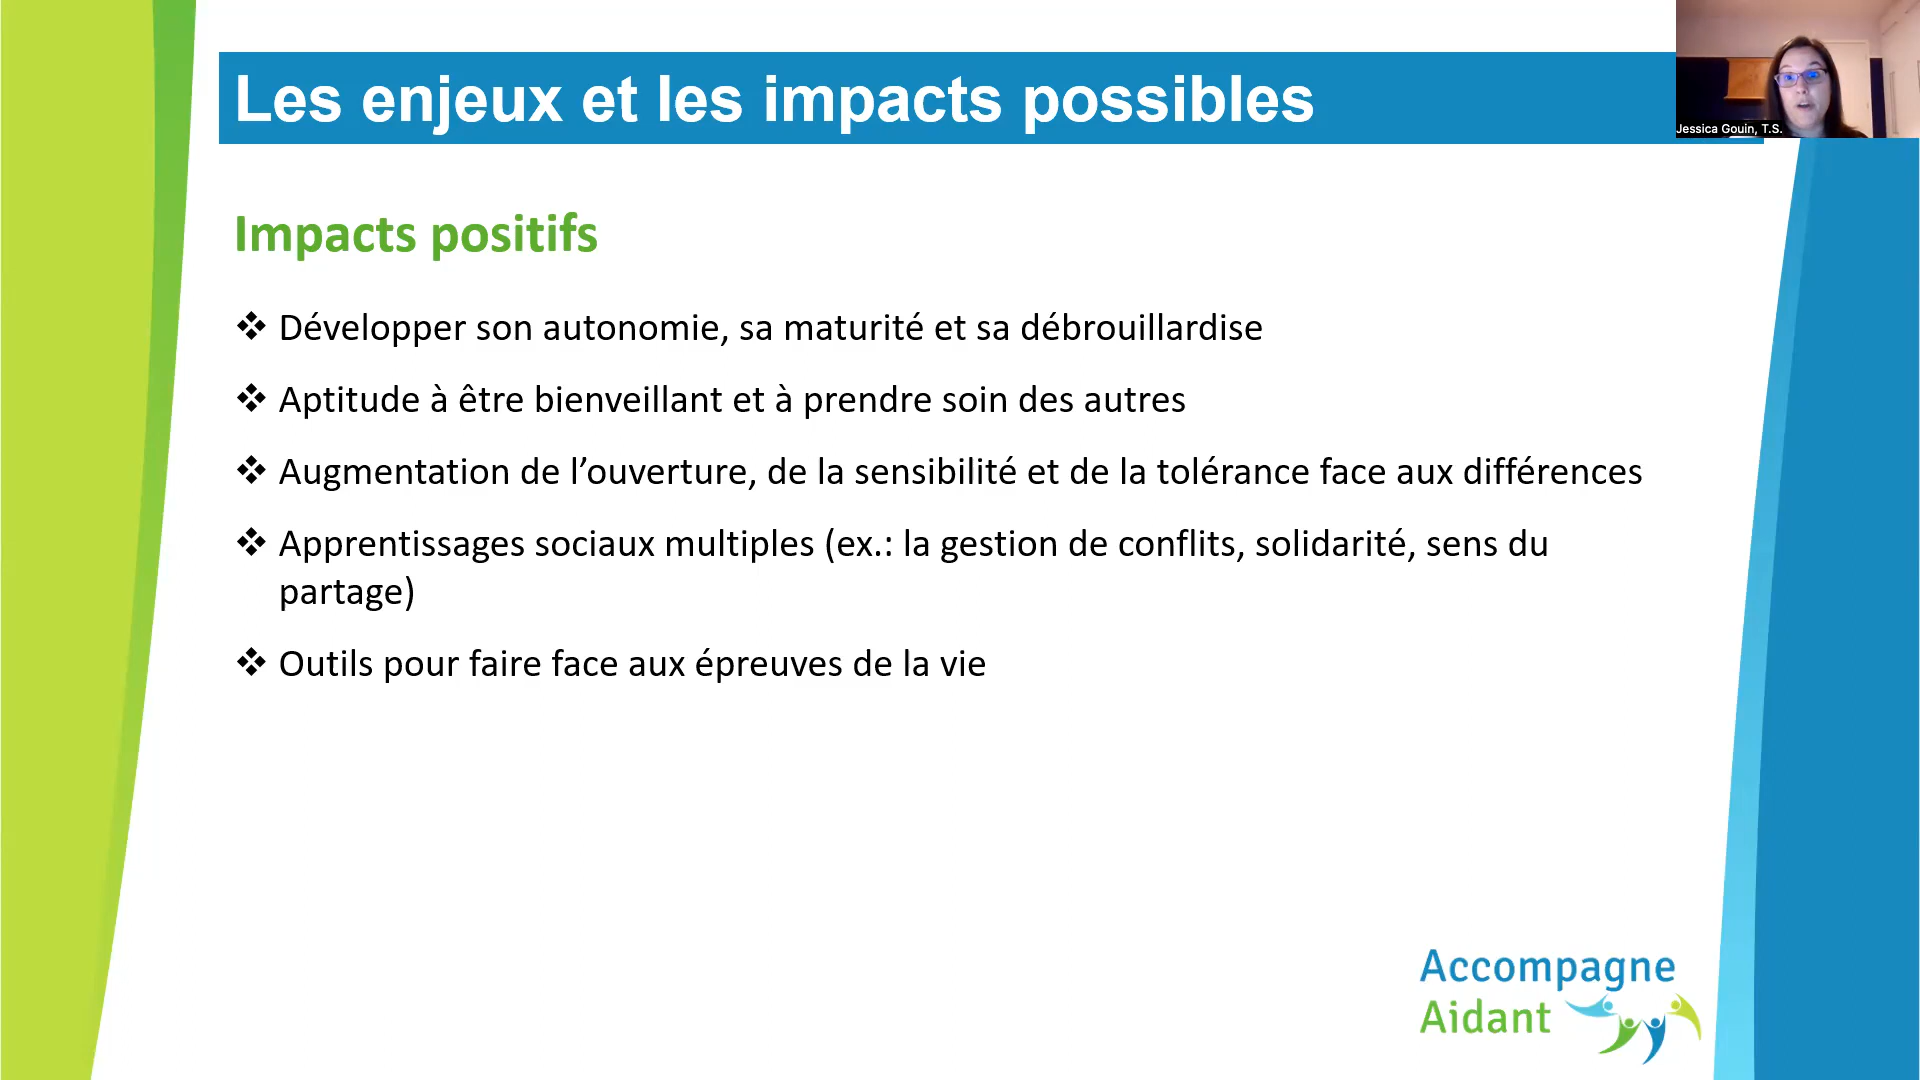 Les enjeux et les impacts possibles
Jessica Gouin, T.S.
Impacts positifs
❖ Développer son autonomie, sa maturité et sa débrouillardise
❖ Aptitude à être bienveillant et à prendre soin des autres
❖ Augmentation de l’ouverture, de la sensibilité et de la tolérance face aux différences
❖ Apprentissages sociaux multiples (ex.: la gestion de conflits, solidarité, sens du
partage)
❖ Outils pour faire face aux épreuves de la vie
Accompagne
Aidant